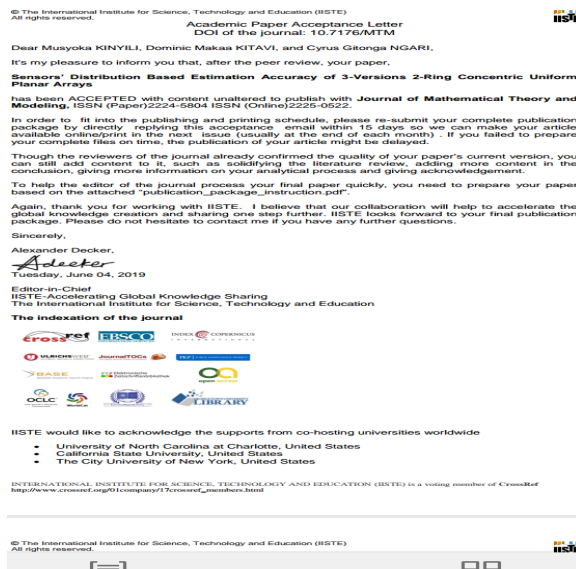 © The International Institute for Science, Technology and Education (IISTE)
All rights reserved.
Academic Paper Acceptance Letter
DOI of the journal: 10.7176/MTM
Dear Musyoka KINYILI, Dominic Makaa KITAVI, and Cyrus Gitonga NGARI,
It's my pleasure to inform you that, after the peer review, your paper,
Sensors' Distribution Based Estimation Accuracy of 3-Versions 2-Ring Concentric Uniform
Planar Arrays
has been ACCEPTED with content unaltered to publish with Journal of Mathematical Theory and
Modeling, ISSN (Paper)2224-5804 ISSN (Online)2225-0522.
In order to fit into the publishing and printing schedule, please re-submit your complete publication
package by directly replying this acceptance email within 15 days so we can make your article
available online/print in the next issue (usually at the end of each month) . If you failed to prepare
your complete files on time, the publication of your article might be delayed.
Though the reviewers of the journal already confirmed the quality of your paper's current version, you
can still add content to it, such as solidifying the literature review, adding more content in the
conclusion, giving more information on your analytical process and giving acknowledgement.
To help the editor of the journal process your final paper quickly, you need to prepare your paper
based on the attached "publication_package_instruction.pdf".
Again, thank you for working with IISTE. I believe that our collaboration will help to accelerate the
global knowledge creation and sharing one step further. IISTE looks forward to your final publication
package. Please do not hesitate to contact me if you have any further questions.
Sincerely,
Alexander Decker,
Adecker
Tuesday, June 04, 2019
Editor-in-Chief
IISTE-Accelerating Global Knowledge Sharing
The International Institute for Science, Technology and Education
The indexation of the journal
crossref EBSCO INDEX COPERNICUS
INTERNATIONAL
ULRICHSWEB JournalTOCs
BASE open access
OCLC WorldCat LIBRARY
IISTE would like to acknowledge the supports from co-hosting universities worldwide
• University of North Carolina at Charlotte, United States
• California State University, United States
• The City University of New York, United States
INTERNATIONAL INSTITUTE FOR SCIENCE, TECHNOLOGY AND EDUCATION (IISTE) is a voting member of CrossRef
http://www.crossref.org/01company/17crossref_members.html
© The International Institute for Science, Technology and Education (IISTE)
All rights reserved.